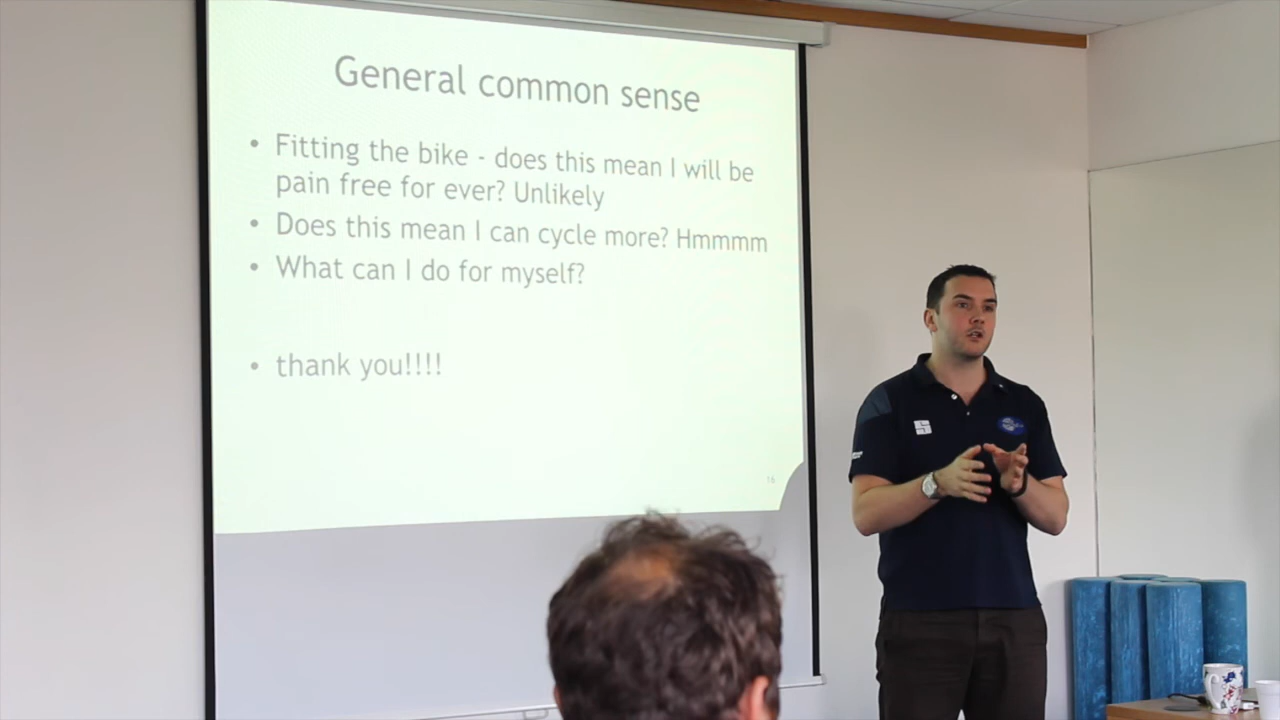 General common sense
• Fitting the bike - does this mean I will be
pain free for ever? Unlikely
• Does this mean I can cycle more? Hmmmm
• What can I do for myself?
• thank you!!!!
16